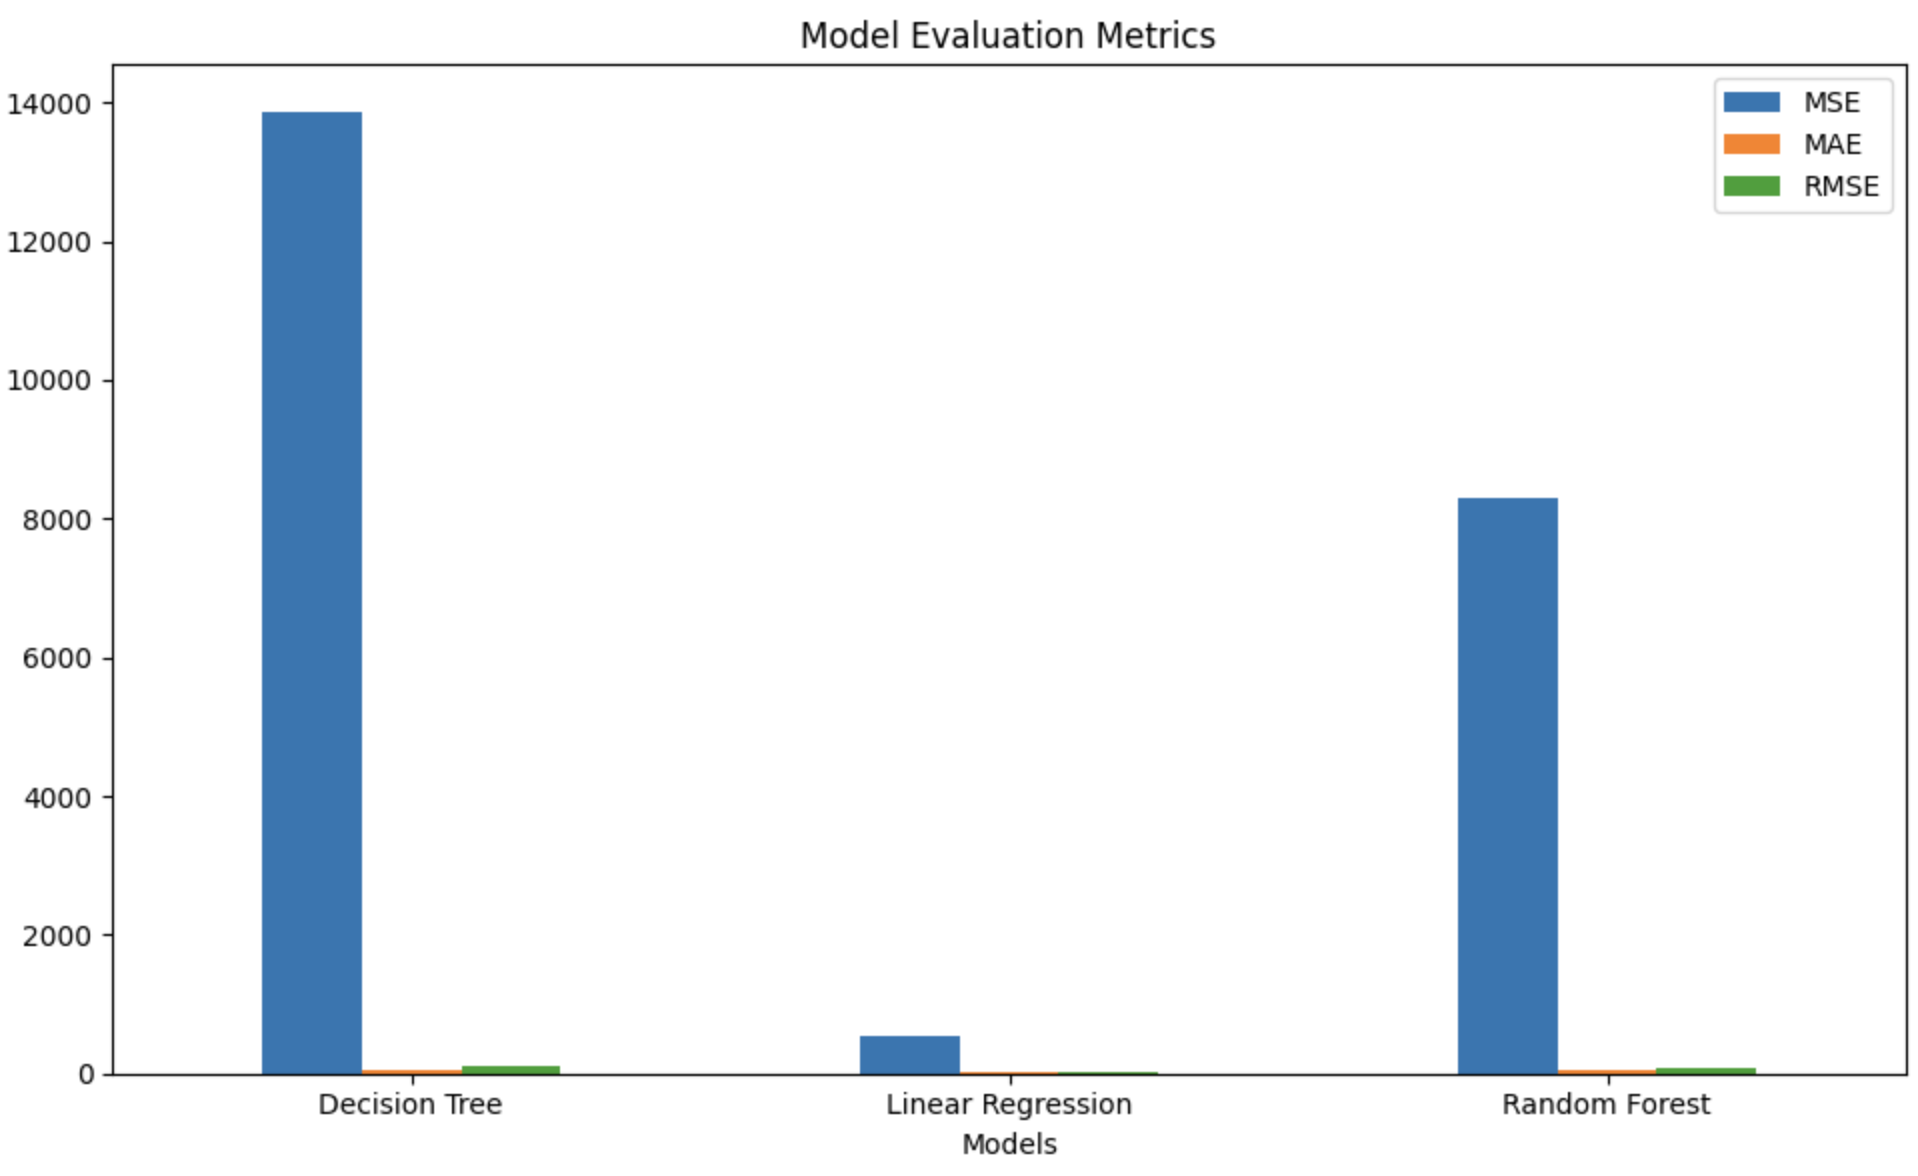 Model Evaluation Metrics
MSE
MAE
RMSE
14000
12000
10000
8000
6000
4000
2000
0
Decision Tree
Linear Regression
Random Forest
Models